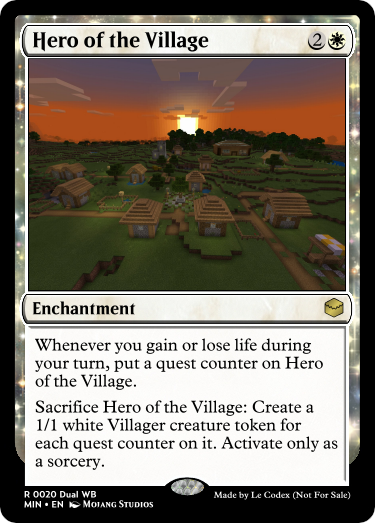 Hero of the Village 2
Enchantment
Whenever you gain or lose life during
your turn, put a quest counter on Hero
of the Village.
Sacrifice Hero of the Village: Create a
1/1 white Villager creature token for
each quest counter on it. Activate only as
a sorcery.
R 0020 Dual WB
MIN • EN Mojang Studios
Made by Le Codex (Not For Sale)